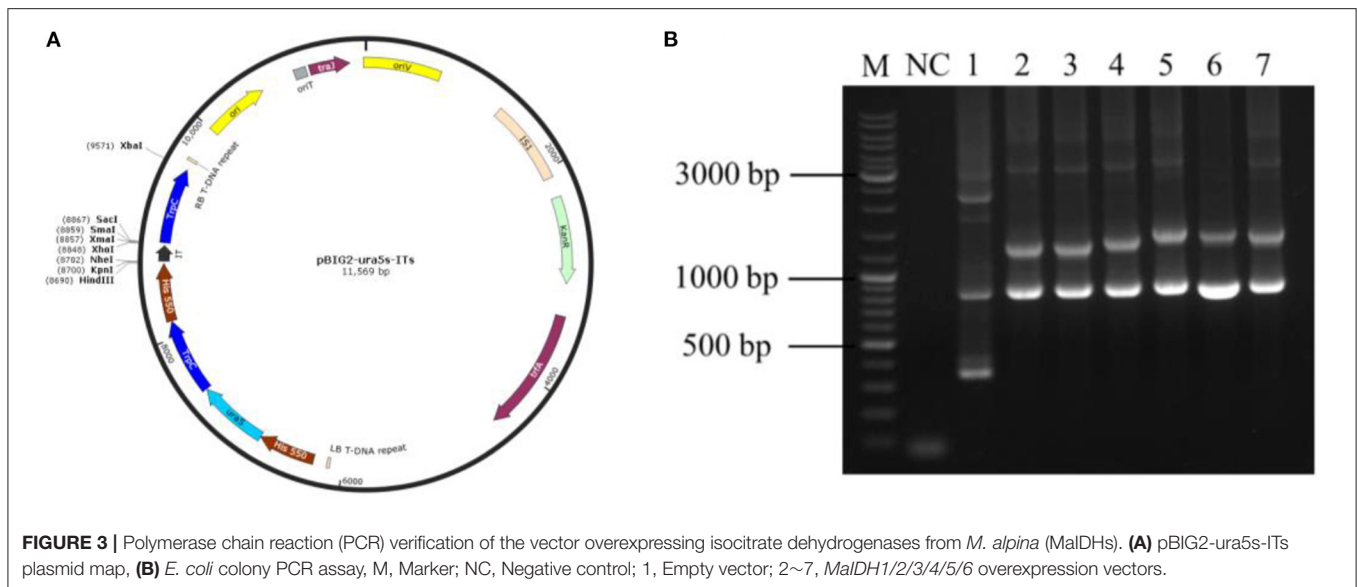 A
B
oriV
traJ
oriT
ori
10,000
(9571) XbaI
RB T-DNA repeat
TrpC
IT
(8867) SacI
(8859) SmaI
(8857) XmaI
(8848) XhoI
(8782) NheI
(8700) KpnI
(8690) HindIII
His 550
TrpC
8000
ura5
His 550
LB T-DNA repeat
6000
trfA
4000
KanR
IS1
2000
pBIG2-ura5s-ITs
11,569 bp
M NC 1 2 3 4 5 6 7
3000 bp
1000 bp
500 bp
FIGURE 3 | Polymerase chain reaction (PCR) verification of the vector overexpressing isocitrate dehydrogenases from M. alpina (MaIDHs). (A) pBIG2-ura5s-ITs
plasmid map, (B) E. coli colony PCR assay, M, Marker; NC, Negative control; 1, Empty vector; 2~7, MaIDH1/2/3/4/5/6 overexpression vectors.